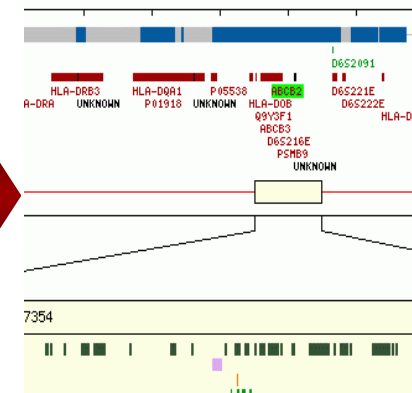 D6S2091
HLA-DRB3 HLA-DQA1 P05538 ABCB2 D6S221E
A-DRA UNKNOWN P01918 UNKNOWN HLA-DOB D6S222E
Q9Y3F1 HLA-D
ABCB3
D6S216E
PSMB9
UNKNOWN
7354